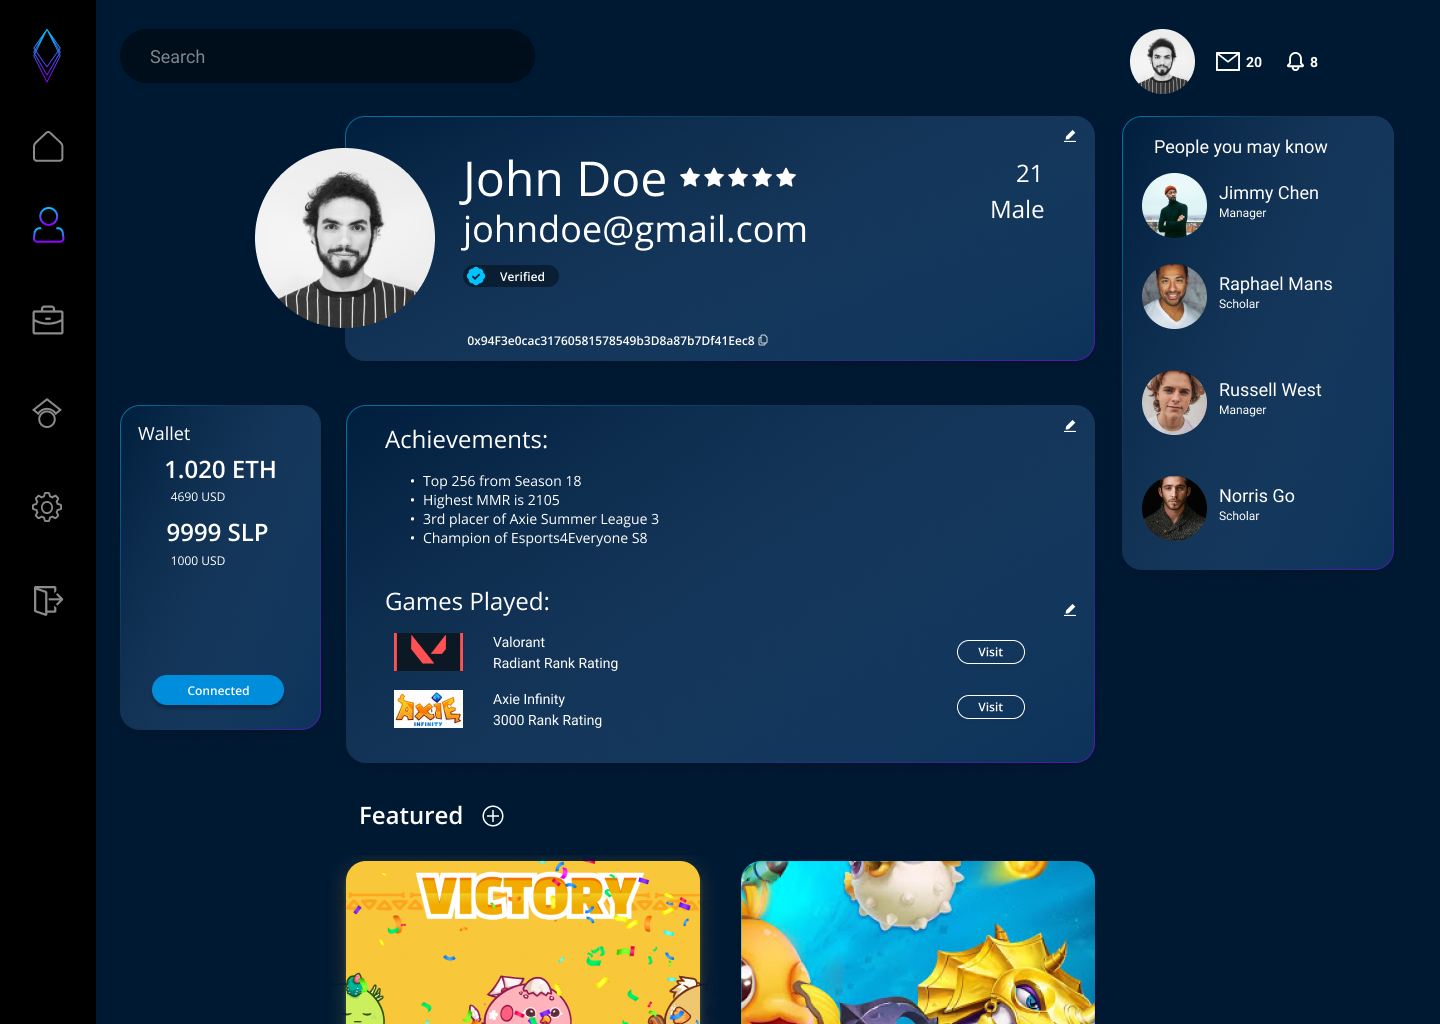 Search
20
8
John Doe
johndoe@gmail.com
Verified
0x94F3e0cac31760581578549b3D8a87b7Df41Eec8
21
Male
People you may know
Jimmy Chen
Manager
Raphael Mans
Scholar
Russell West
Manager
Norris Go
Scholar
Wallet
1.020 ETH
4690 USD
9999 SLP
1000 USD
Connected
Achievements:
• Top 256 from Season 18
• Highest MMR is 2105
• 3rd placer of Axie Summer League 3
• Champion of Esports4Everyone S8
Games Played:
Valorant
Radiant Rank Rating
Visit
AXIE
INFINITY
Axie Infinity
3000 Rank Rating
Visit
Featured
VICTORY